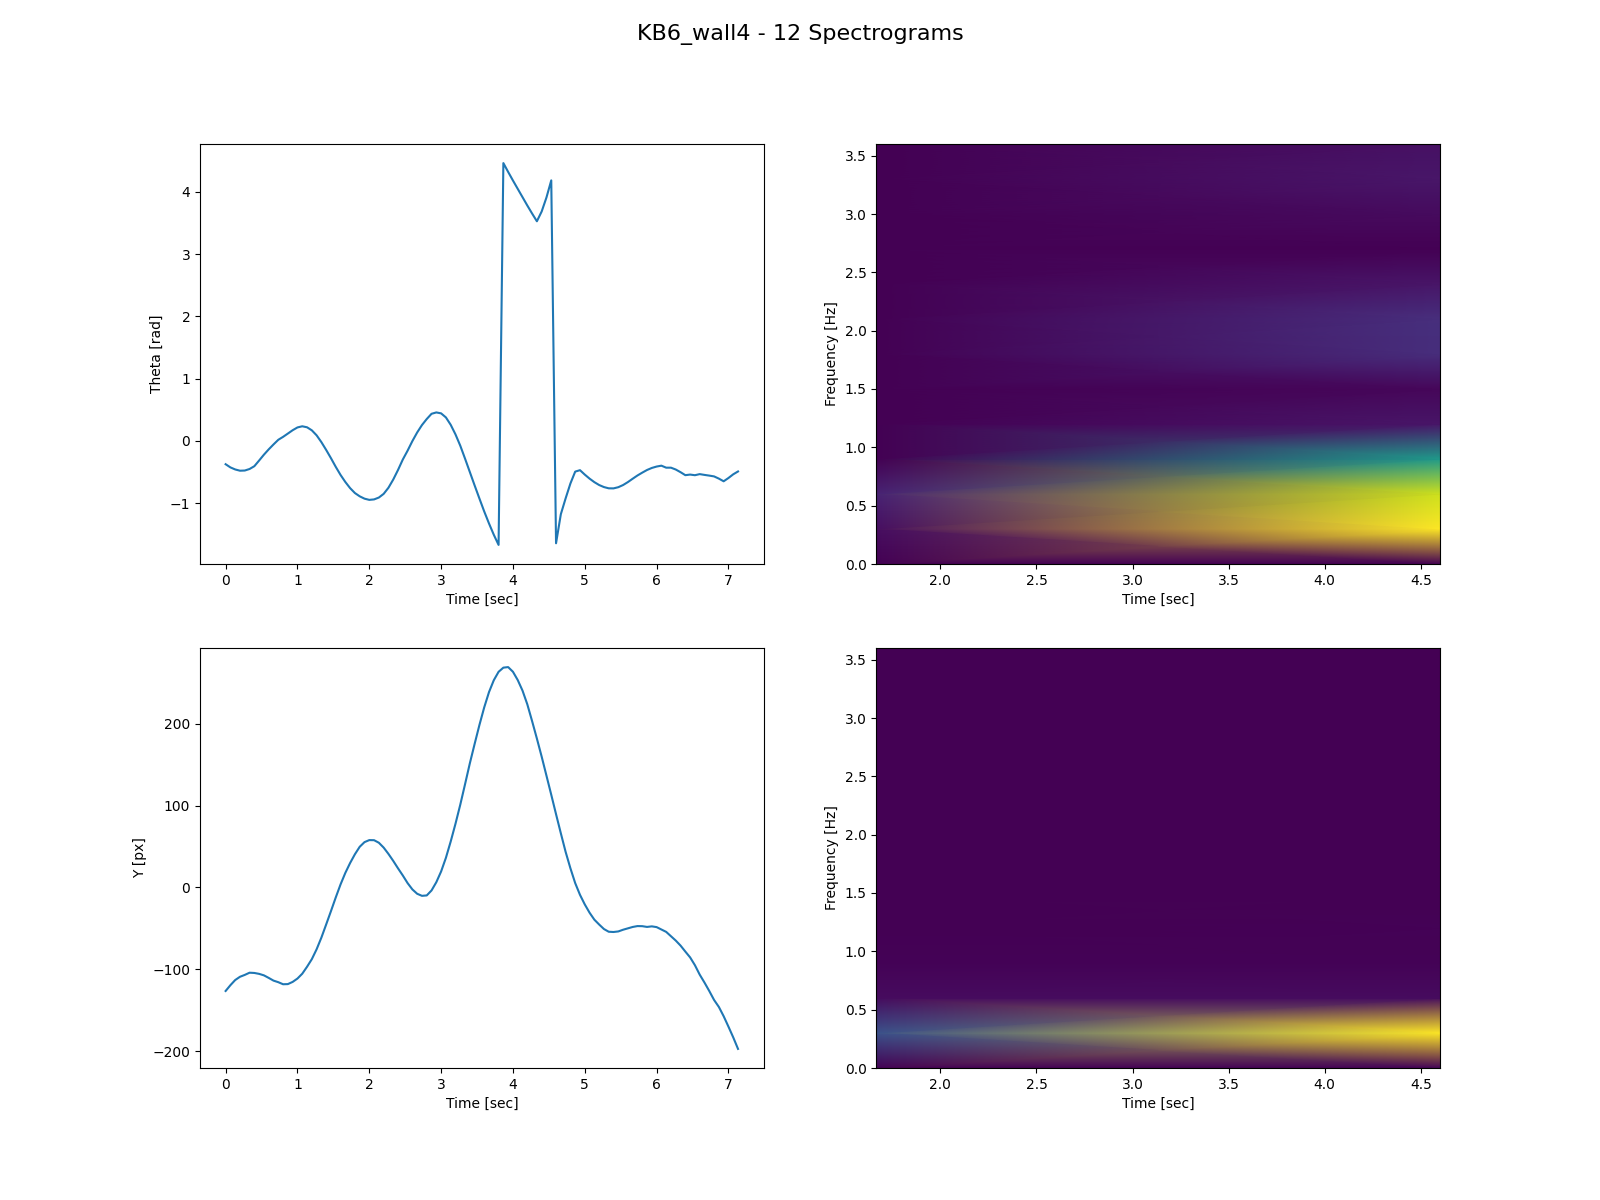 KB6_wall4 - 12 Spectrograms
Theta [rad]
4
3
2
1
0
−1
0 1 2 3 4 5 6 7
Time [sec]
Frequency [Hz]
3.5
3.0
2.5
2.0
1.5
1.0
0.5
0.0
2.0 2.5 3.0 3.5 4.0 4.5
Time [sec]
Y [px]
200
100
0
−100
−200
0 1 2 3 4 5 6 7
Time [sec]
Frequency [Hz]
3.5
3.0
2.5
2.0
1.5
1.0
0.5
0.0
2.0 2.5 3.0 3.5 4.0 4.5
Time [sec]